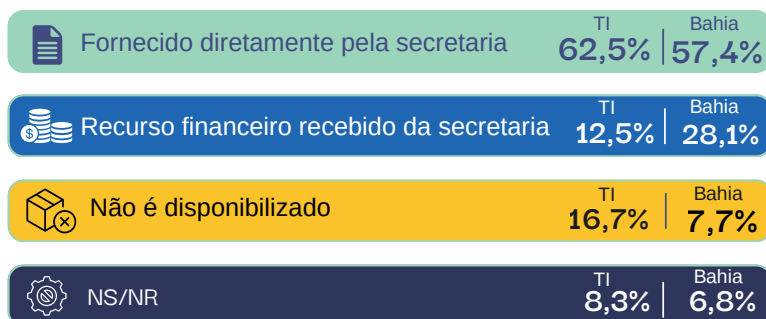 TI Bahia
Fornecido diretamente pela secretaria 62,5% 57,4%
TI Bahia
$ Recurso financeiro recebido da secretaria 12,5% 28,1%
TI Bahia
Não é disponibilizado 16,7% 7,7%
TI Bahia
NS/NR 8,3% 6,8%